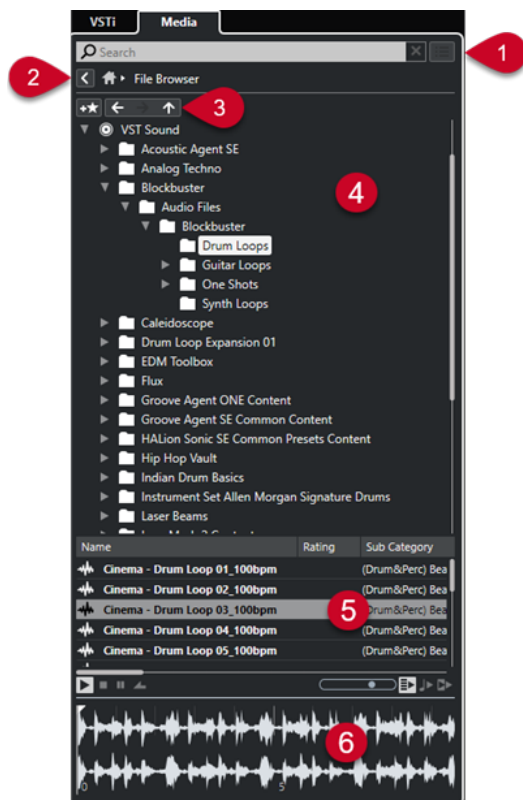 VSTi Media
Search
1
2
File Browser
3
VST Sound
Acoustic Agent SE
Analog Techno
Blockbuster
4
Audio Files
Blockbuster
Drum Loops
Guitar Loops
One Shots
Synth Loops
Caleidoscope
Drum Loop Expansion 01
EDM Toolbox
Flux
Groove Agent ONE Content
Groove Agent SE Common Content
HALion Sonic SE Common Presets Content
Hip Hop Vault
Indian Drum Basics
Instrument Set Allen Morgan Signature Drums
Laser Beams
Name Rating Sub Category
Cinema - Drum Loop 01_100bpm (Drum&Perc) Bea
Cinema - Drum Loop 02_100bpm (Drum&Perc) Bea
Cinema - Drum Loop 03_100bpm 5 (Drum&Perc) Bea
Cinema - Drum Loop 04_100bpm (Drum&Perc) Bea
Cinema - Drum Loop 05_100bpm (Drum&Perc) Bea
6
0 5